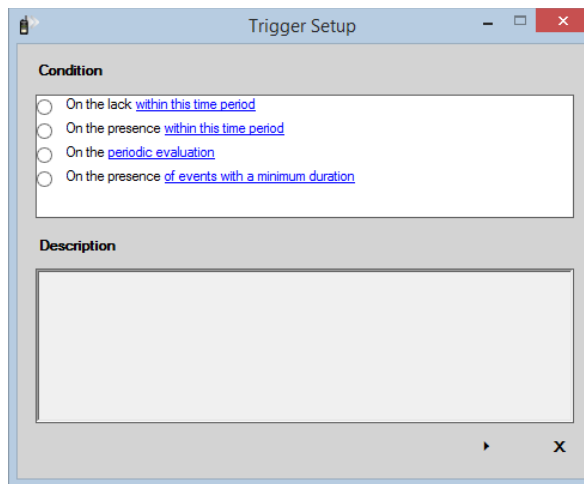 Trigger Setup
Condition
On the lack within this time period
On the presence within this time period
On the periodic evaluation
On the presence of events with a minimum duration
Description
X